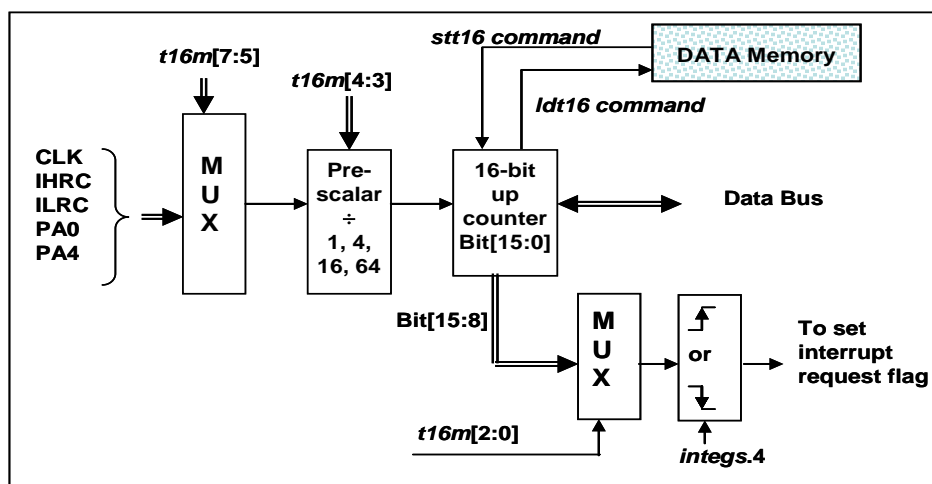 stt16 command
DATA Memory
t16m[7:5]
t16m[4:3]
ldt16 command
CLK
IHRC
ILRC
PA0
PA4
M
U
X
Pre-
scalar
÷
1, 4,
16, 64
16-bit
up
counter
Bit[15:0]
Data Bus
Bit[15:8]
M
U
X
or
To set
interrupt
request flag
t16m[2:0]
integs.4